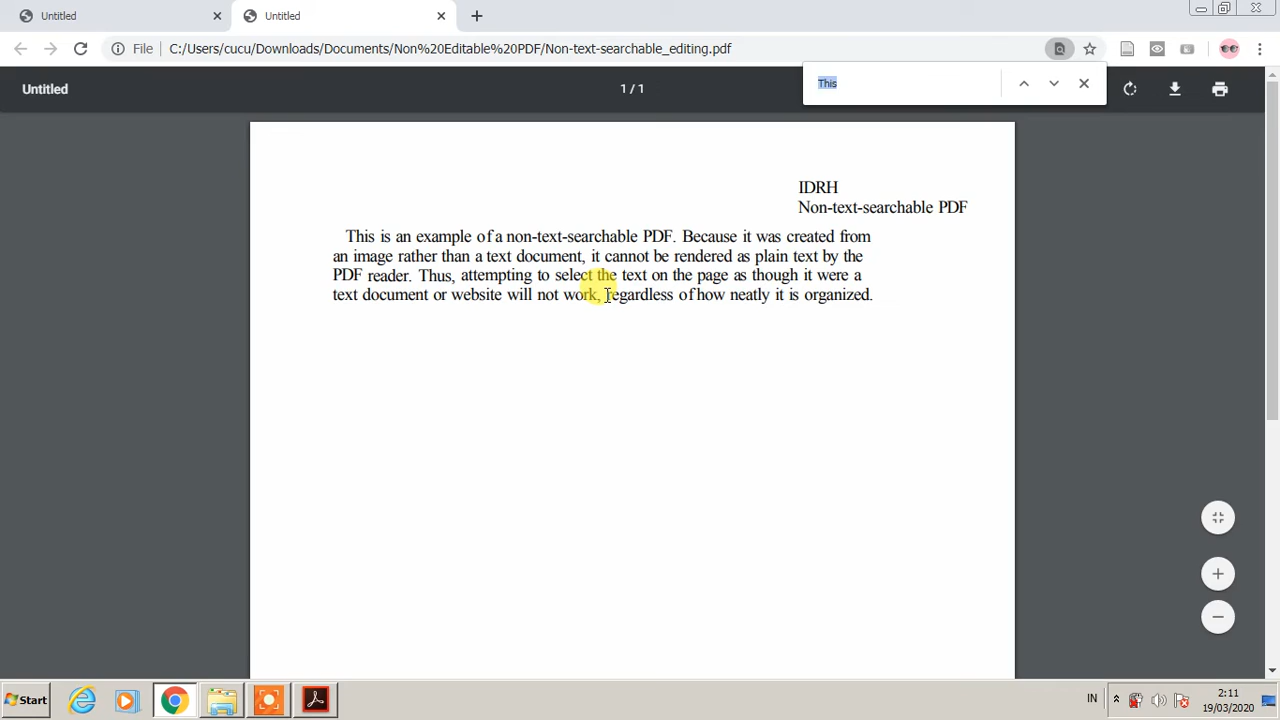 Untitled
Untitled
File
C:/Users/cucu/Downloads/Documents/Non%20Editable%20PDF/Non-text-searchable_editing.pdf
Untitled
1 / 1
This
IDRH
Non-text-searchable PDF
This is an example of a non-text-searchable PDF. Because it was created from
an image rather than a text document, it cannot be rendered as plain text by the
PDF reader. Thus, attempting to select the text on the page as though it were a
text document or website will not work, regardless of how neatly it is organized.
Start
IN
2:11
19/03/2020